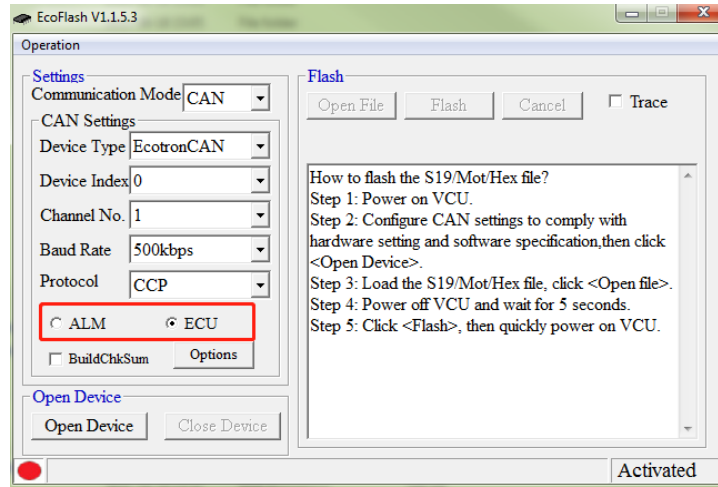 EcoFlash V1.1.5.3
Operation
Settings
Communication Mode CAN
CAN Settings
Device Type EcotronCAN
Device Index 0
Channel No. 1
Baud Rate 500kbps
Protocol CCP
ALM ECU
BuildChkSum Options
Open Device
Open Device Close Device
Flash
Open File Flash Cancel Trace
How to flash the S19/Mot/Hex file?
Step 1: Power on VCU.
Step 2: Configure CAN settings to comply with
hardware setting and software specification,then click
<Open Device>.
Step 3: Load the S19/Mot/Hex file, click <Open file>.
Step 4: Power off VCU and wait for 5 seconds.
Step 5: Click <Flash>, then quickly power on VCU.
Activated